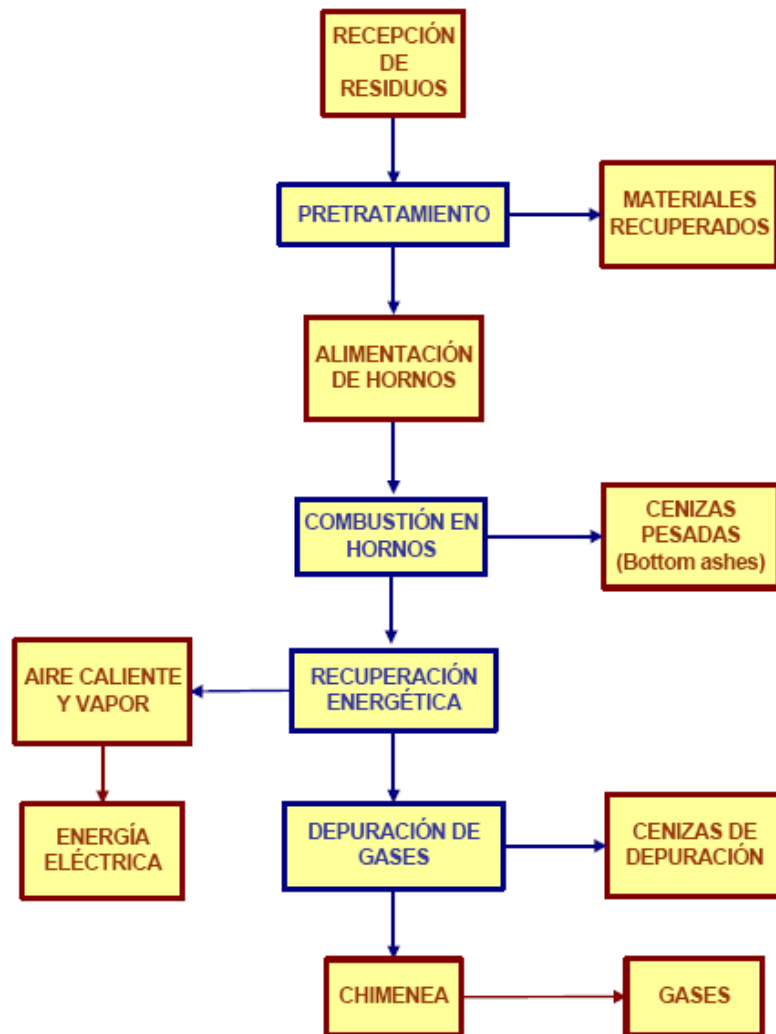 RECEPCIÓN
DE
RESIDUOS
PRETRATAMIENTO
MATERIALES
RECUPERADOS
ALIMENTACIÓN
DE HORNOS
COMBUSTIÓN EN
HORNOS
CENIZAS
PESADAS
(Bottom ashes)
AIRE CALIENTE
Y VAPOR
RECUPERACIÓN
ENERGÉTICA
ENERGÍA
ELÉCTRICA
DEPURACIÓN DE
GASES
CENIZAS DE
DEPURACIÓN
CHIMENEA
GASES